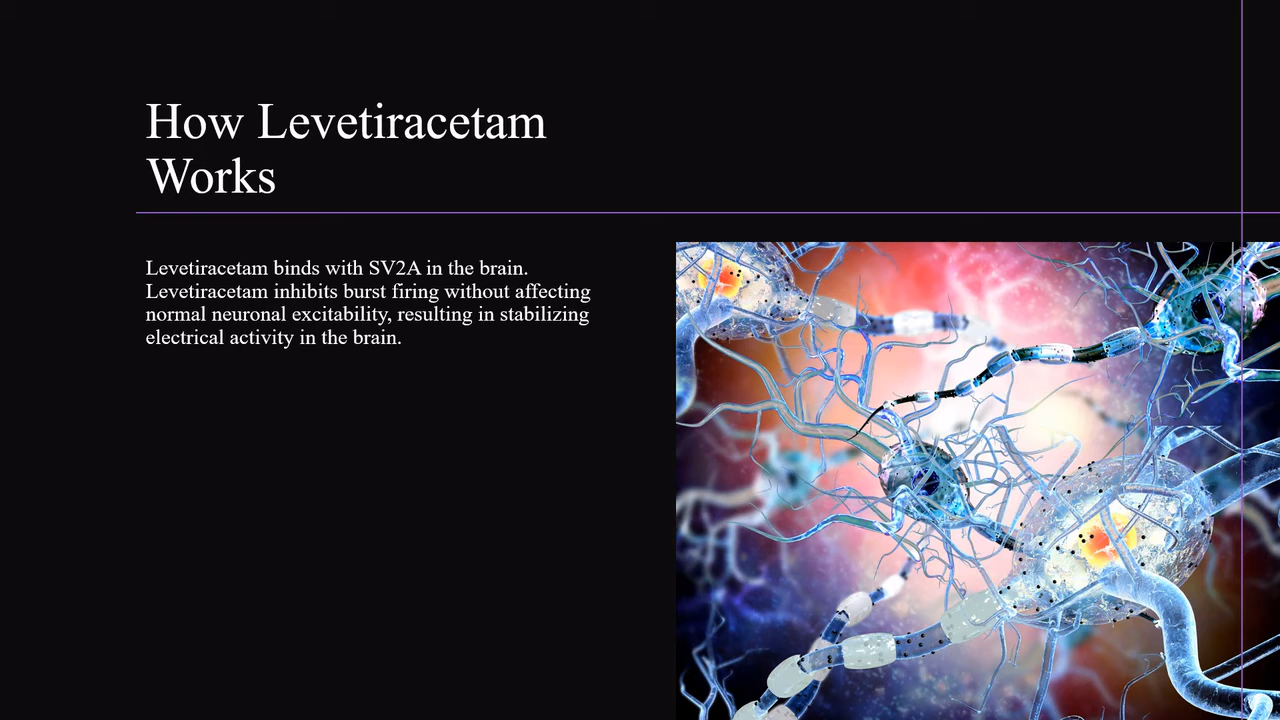 How Levetiracetam
Works
Levetiracetam binds with SV2A in the brain.
Levetiracetam inhibits burst firing without affecting
normal neuronal excitability, resulting in stabilizing
electrical activity in the brain.